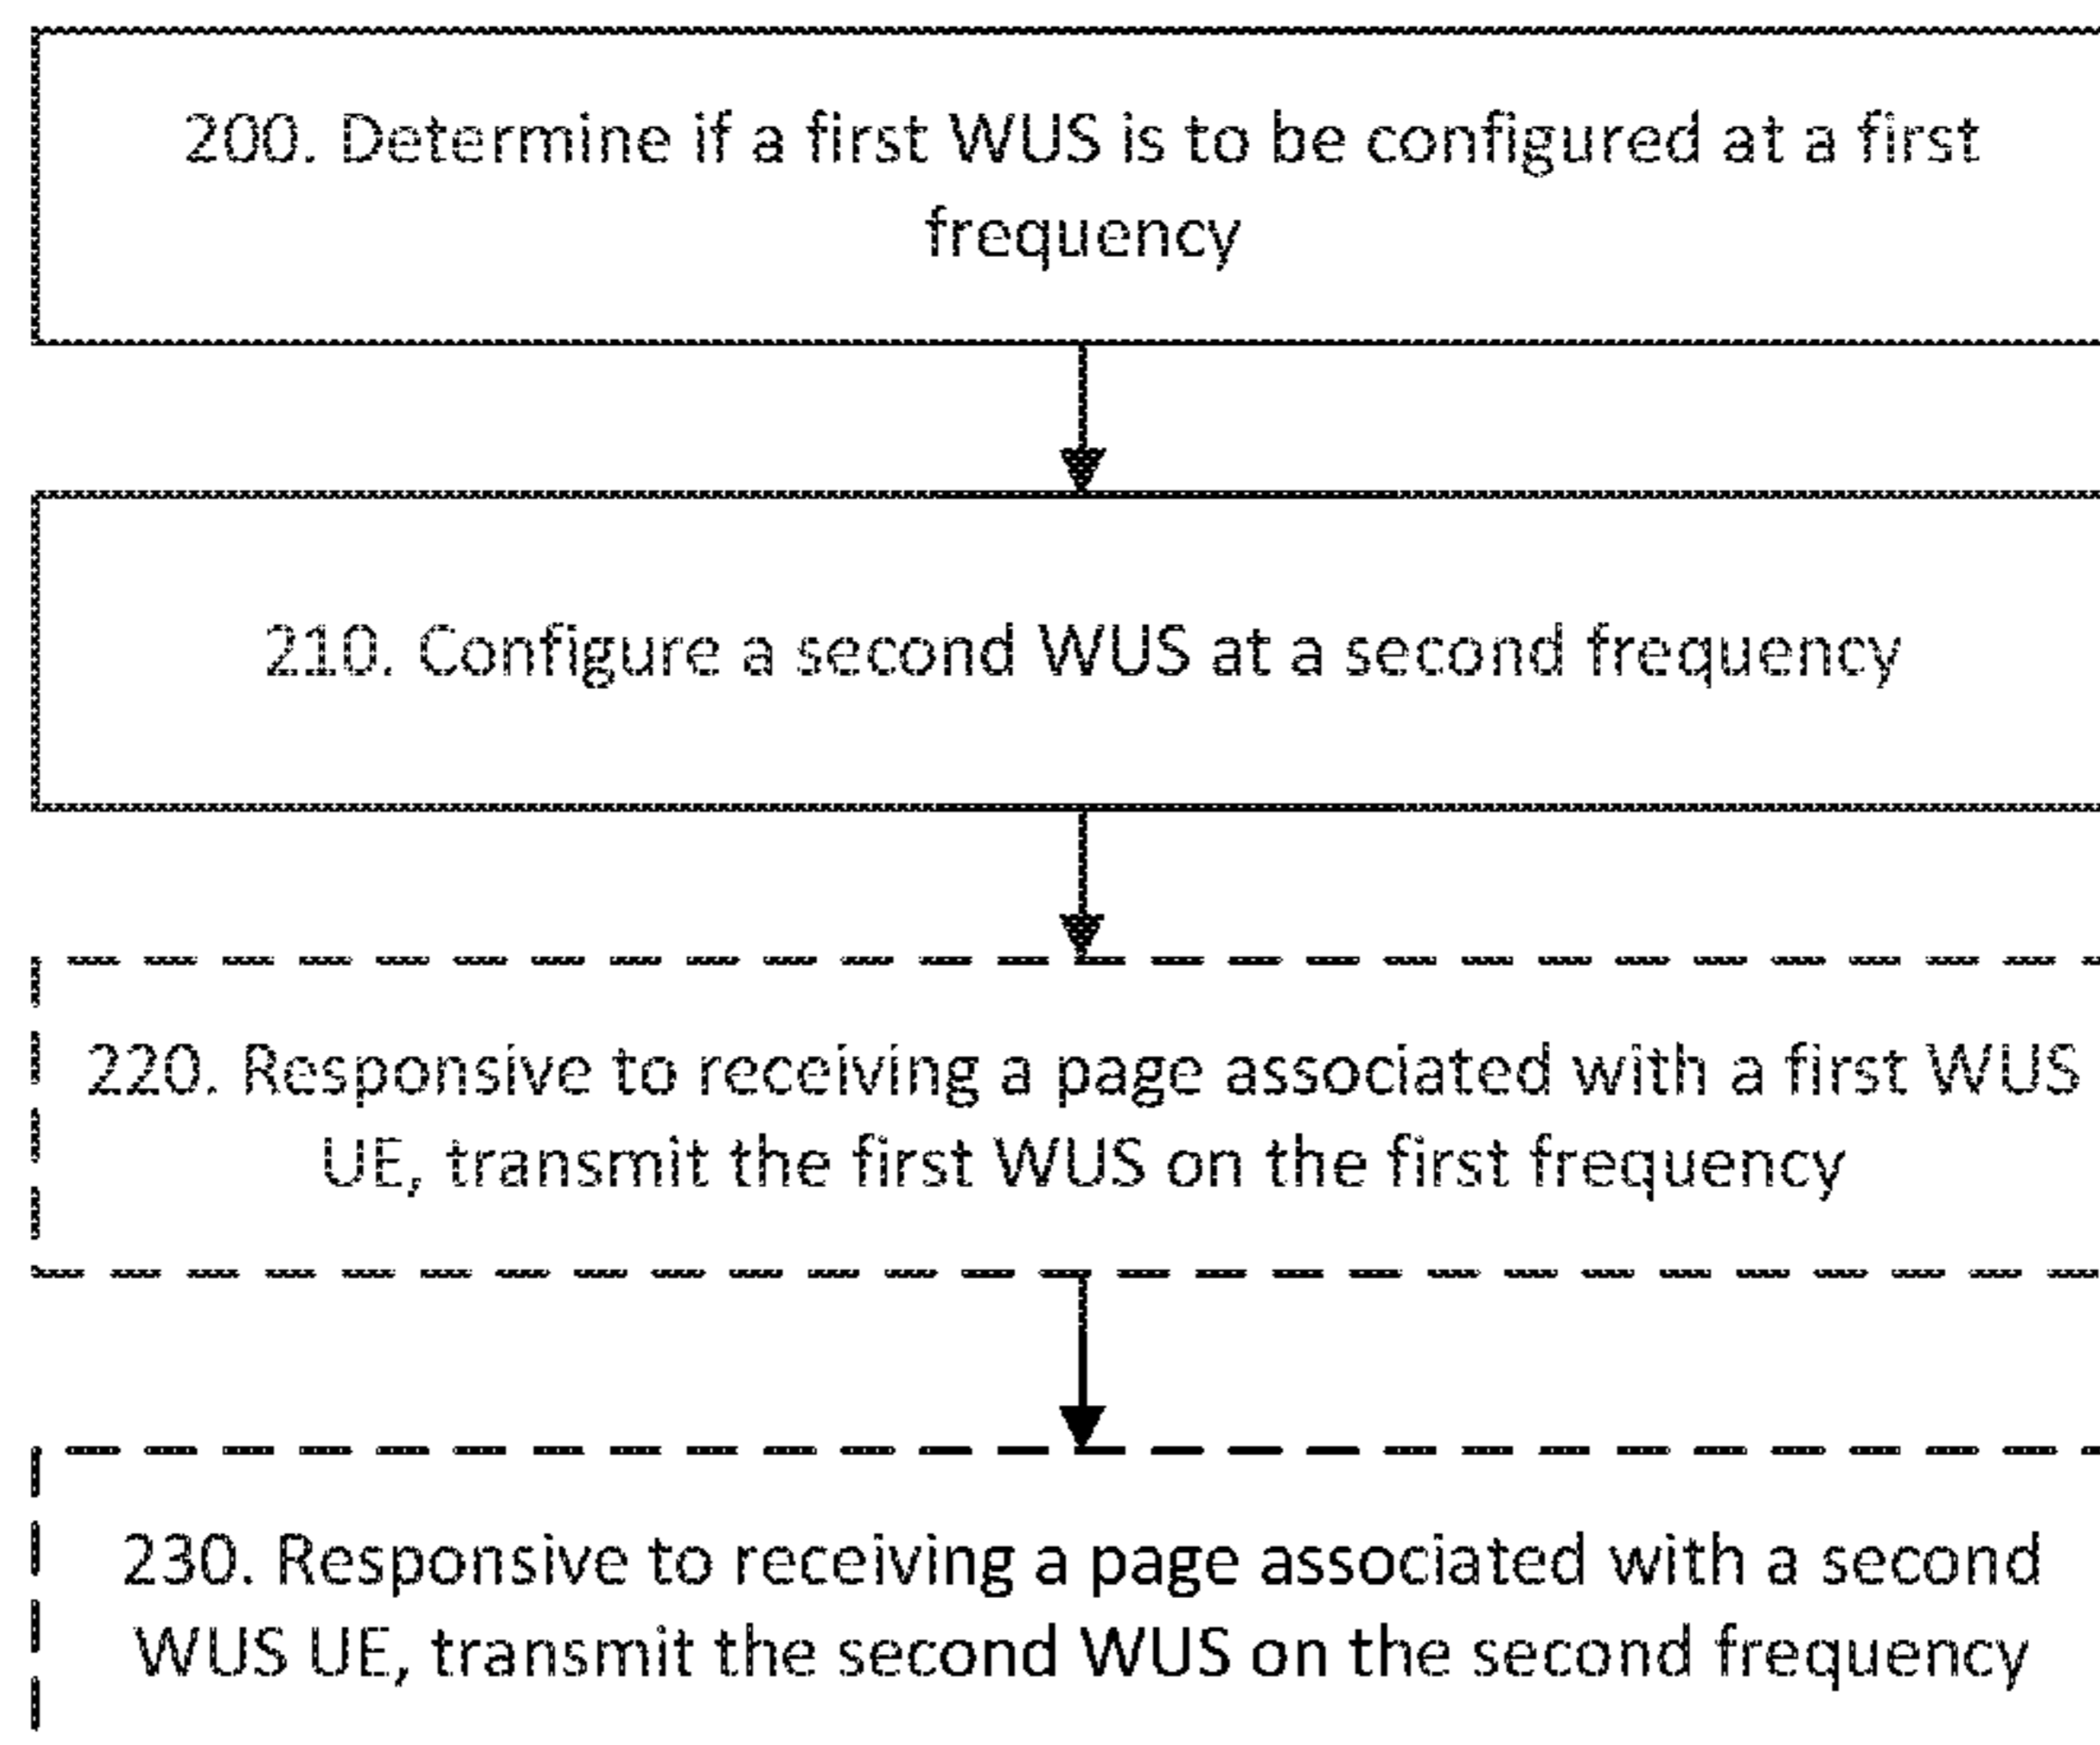 200. Determine if a first WUS is to be configured at a first
frequency
210. Configure a second WUS at a second frequency
220. Responsive to receiving a page associated with a first WUS
UE, transmit the first WUS on the first frequency
230. Responsive to receiving a page associated with a second
WUS UE, transmit the second WUS on the second frequency